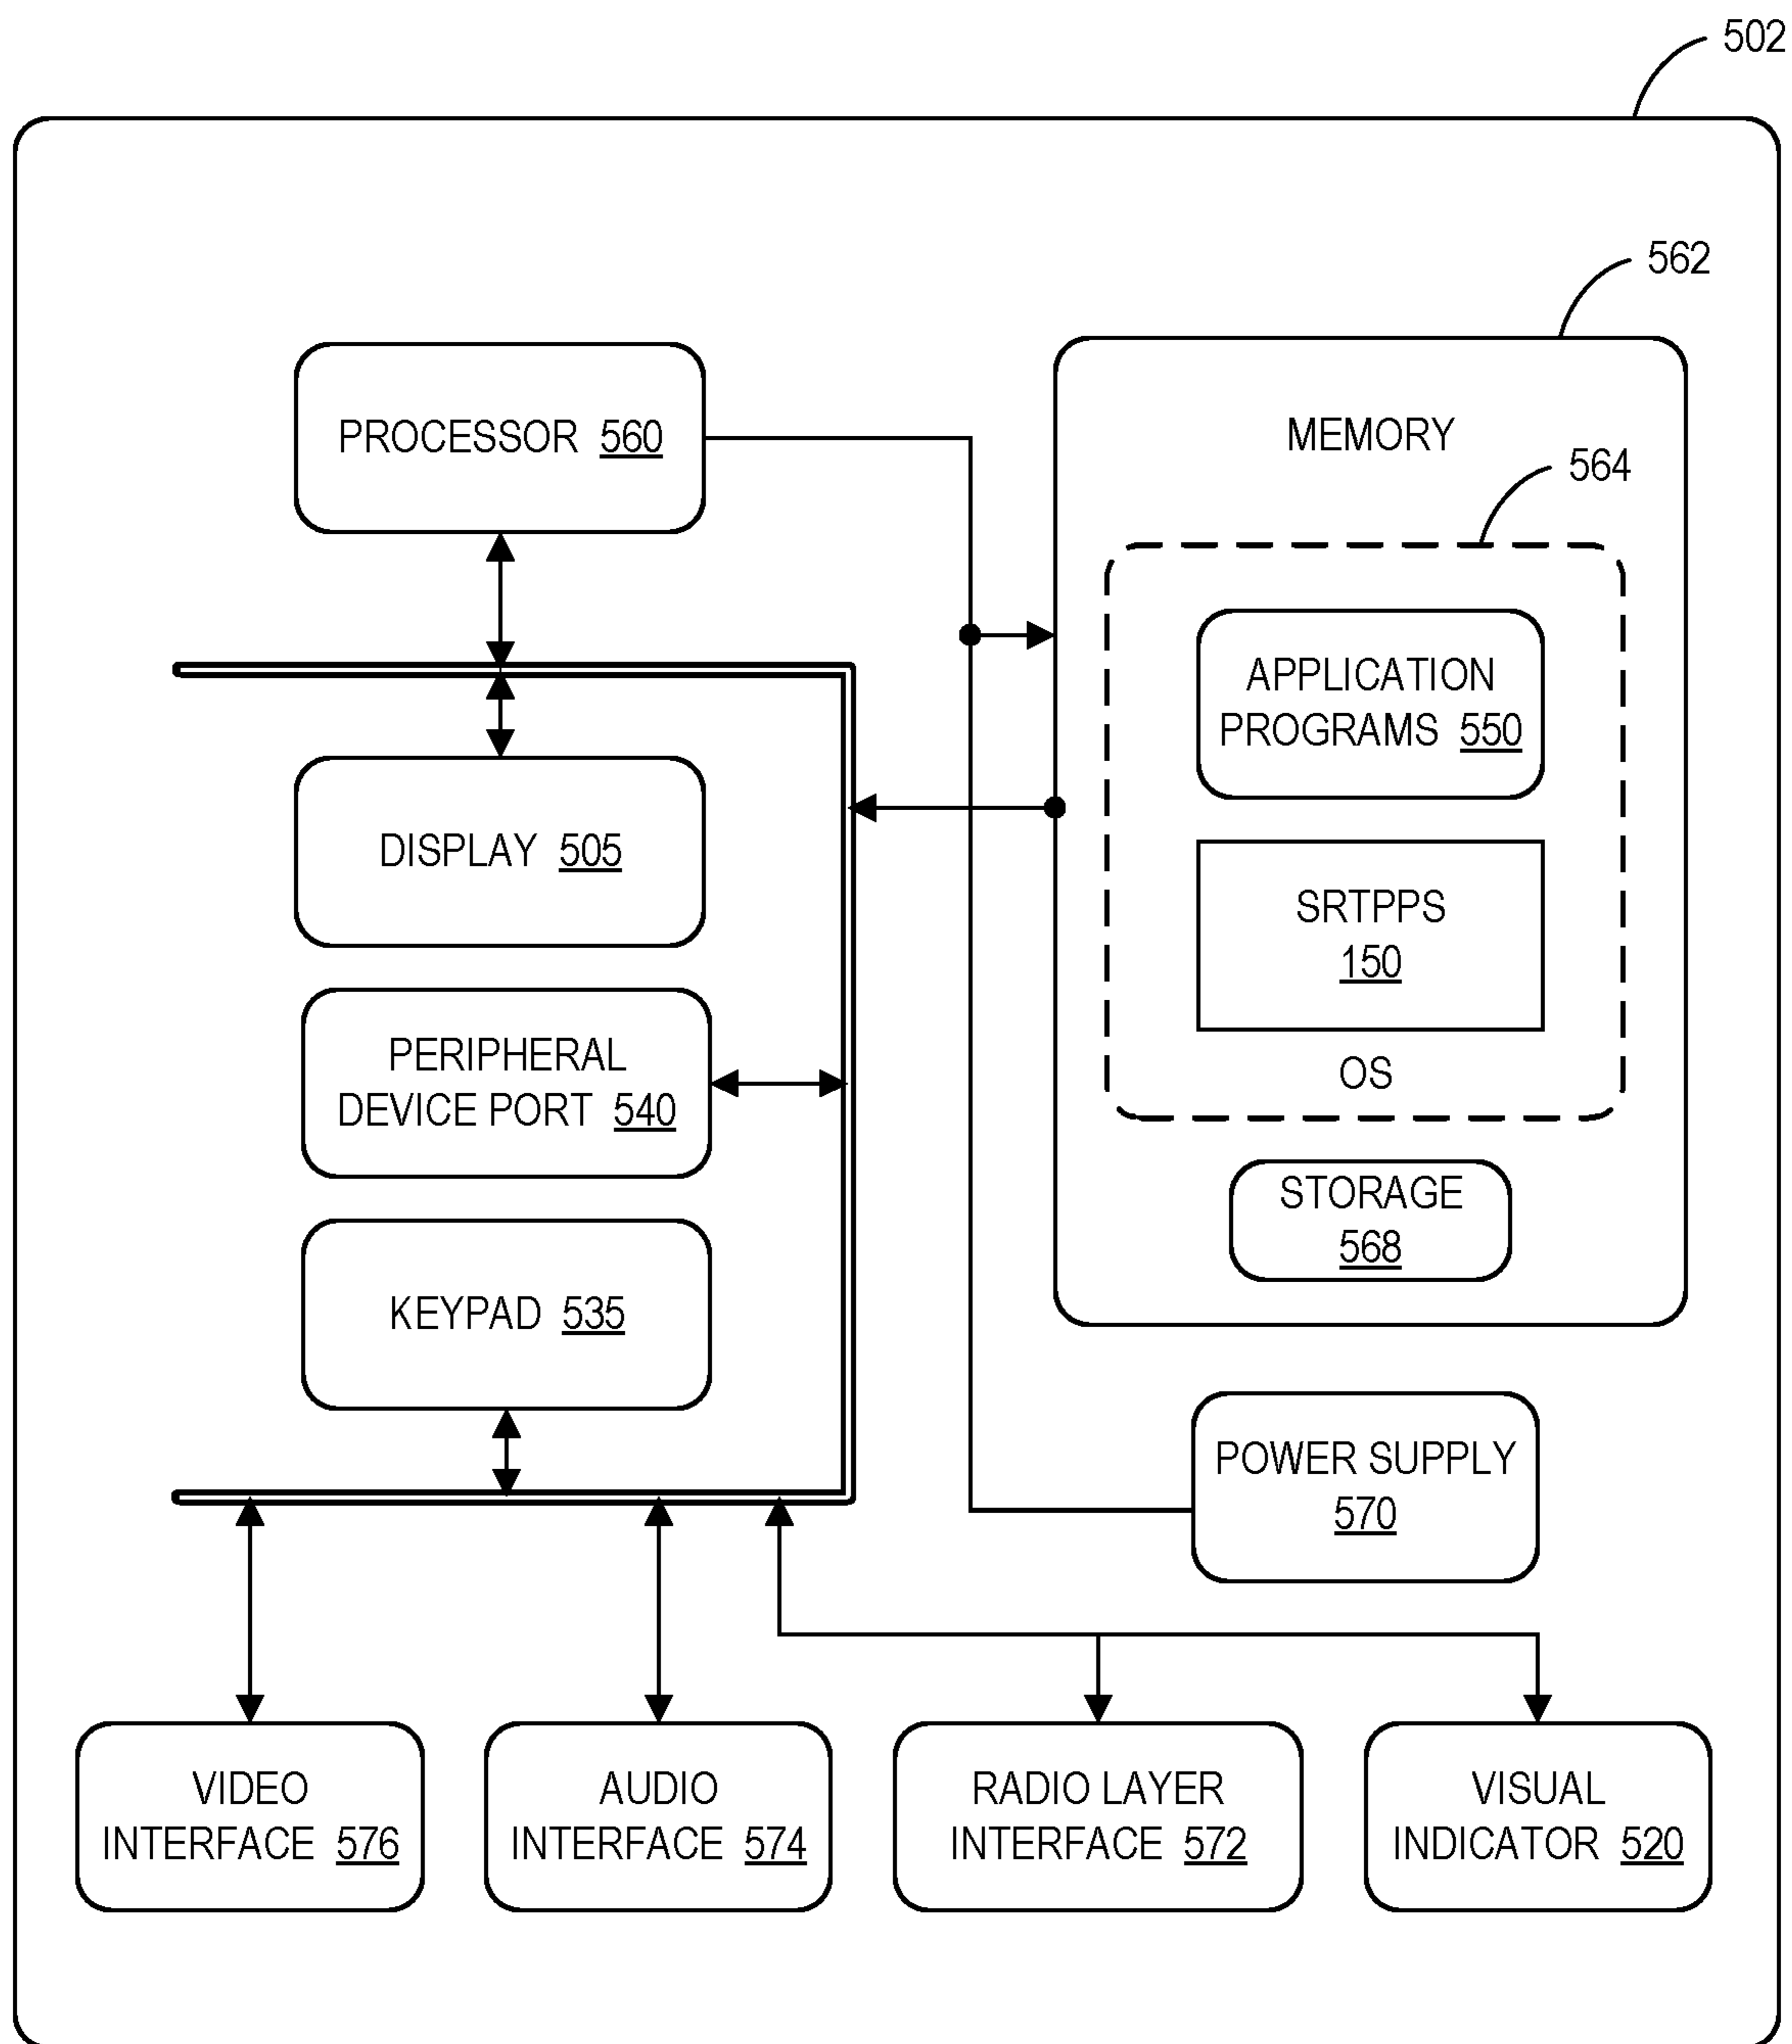 502
562
PROCESSOR 560
MEMORY
564
APPLICATION
PROGRAMS 550
DISPLAY 505
SRTPPS
150
PERIPHERAL
DEVICE PORT 540
OS
STORAGE
568
KEYPAD 535
POWER SUPPLY
570
VIDEO
INTERFACE 576
AUDIO
INTERFACE 574
RADIO LAYER
INTERFACE 572
VISUAL
INDICATOR 520